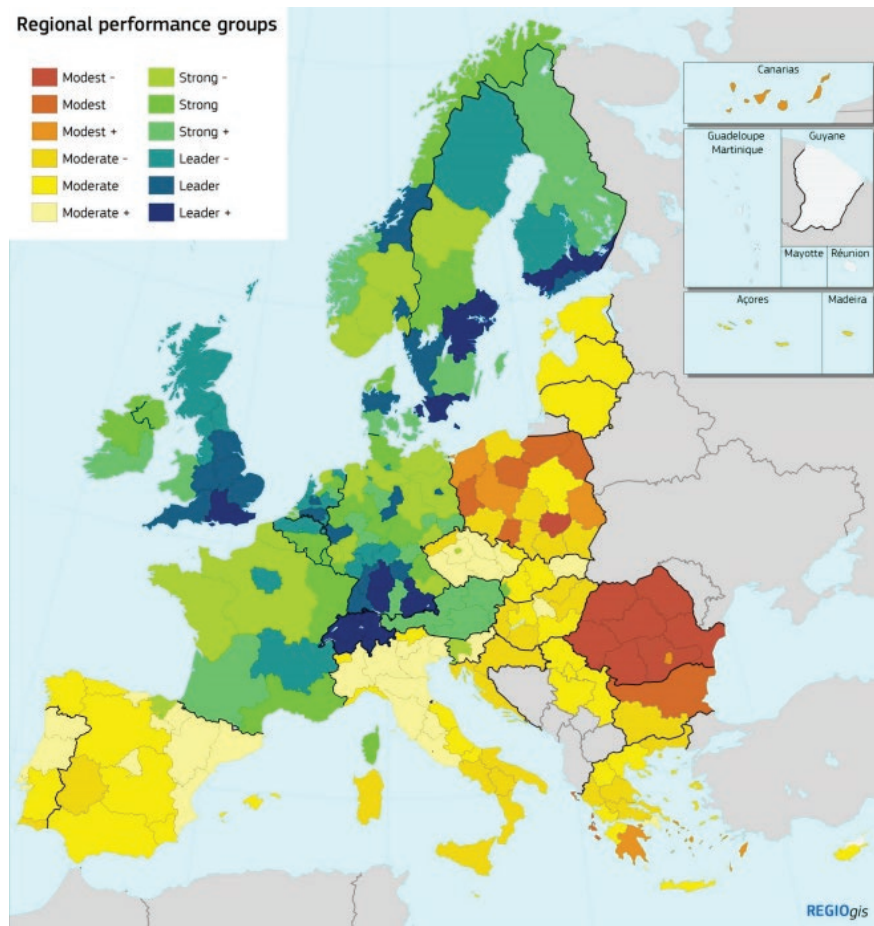 Regional performance groups
Modest -
Modest
Modest +
Moderate -
Moderate
Moderate +
Strong -
Strong
Strong +
Leader -
Leader
Leader +
Canarias
Guadeloupe
Martinique
Guyane
Mayotte
Réunion
Açores
Madeira
REGIOgis